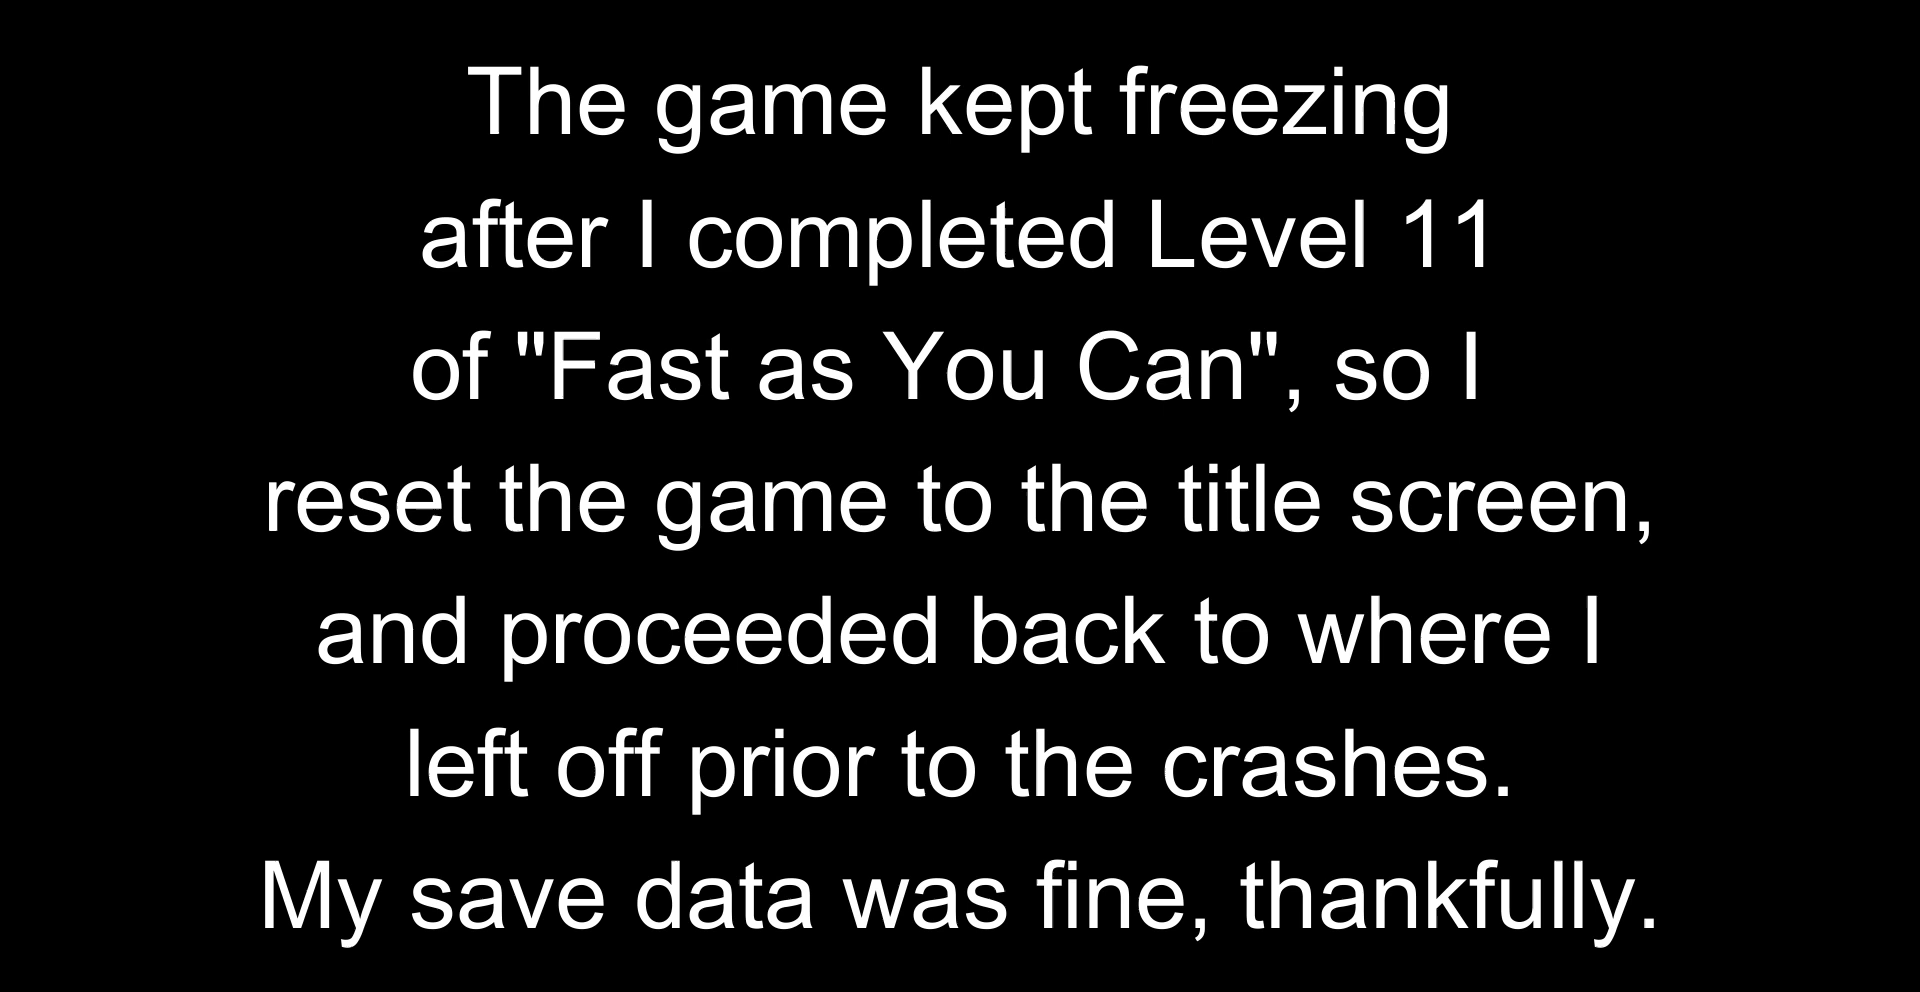 The game kept freezing
after I completed Level 11
of "Fast as You Can", so I
reset the game to the title screen,
and proceeded back to where I
left off prior to the crashes.
My save data was fine, thankfully.